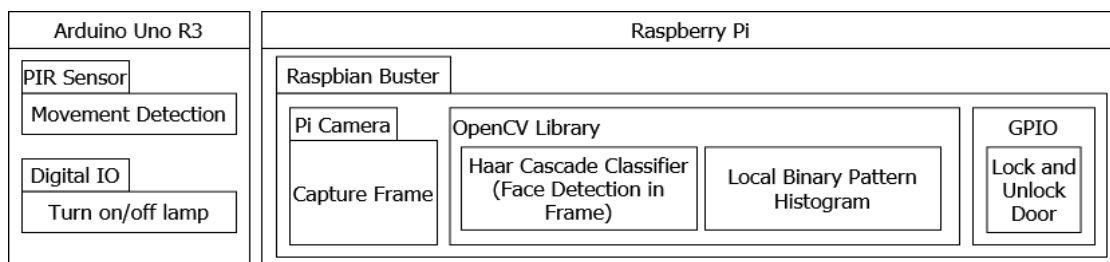 Arduino Uno R3
PIR Sensor
Movement Detection
Digital IO
Turn on/off lamp
Raspberry Pi
Raspbian Buster
Pi Camera
Capture Frame
OpenCV Library
Haar Cascade Classifier
(Face Detection in
Frame)
Local Binary Pattern
Histogram
GPIO
Lock and
Unlock
Door